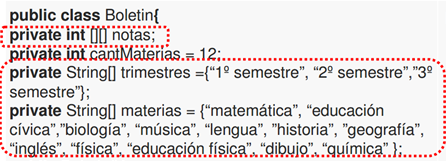 public class Boletin{
private int [][] notas;
private int cantMaterias = 12;
private String[] trimestres ={“1º semestre”, “2º semestre”,”3º
semestre”};
private String[] materias = {“matemática”, “educación
cívica”,”biología”, “música”, “lengua”, ”historia”, ”geografía”,
“inglés”, “física”, “educación física”, “dibujo”, “química” };